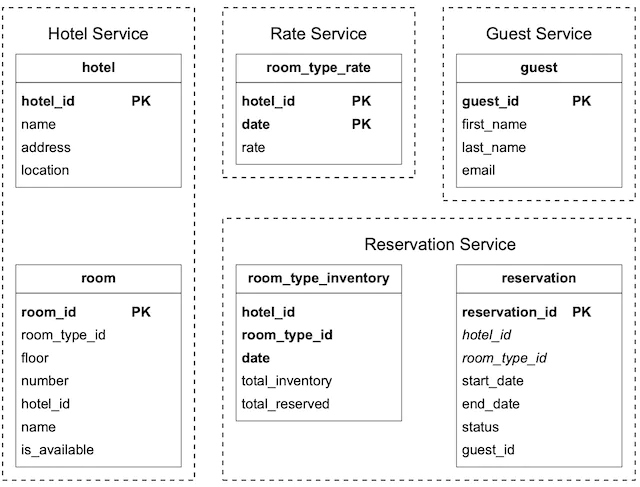 Hotel Service
hotel
hotel_id PK
name
address
location
room
room_id PK
room_type_id
floor
number
hotel_id
name
is_available
Rate Service
room_type_rate
hotel_id PK
date PK
rate
Guest Service
guest
guest_id PK
first_name
last_name
email
Reservation Service
room_type_inventory
hotel_id
room_type_id
date
total_inventory
total_reserved
reservation
reservation_id PK
hotel_id
room_type_id
start_date
end_date
status
guest_id